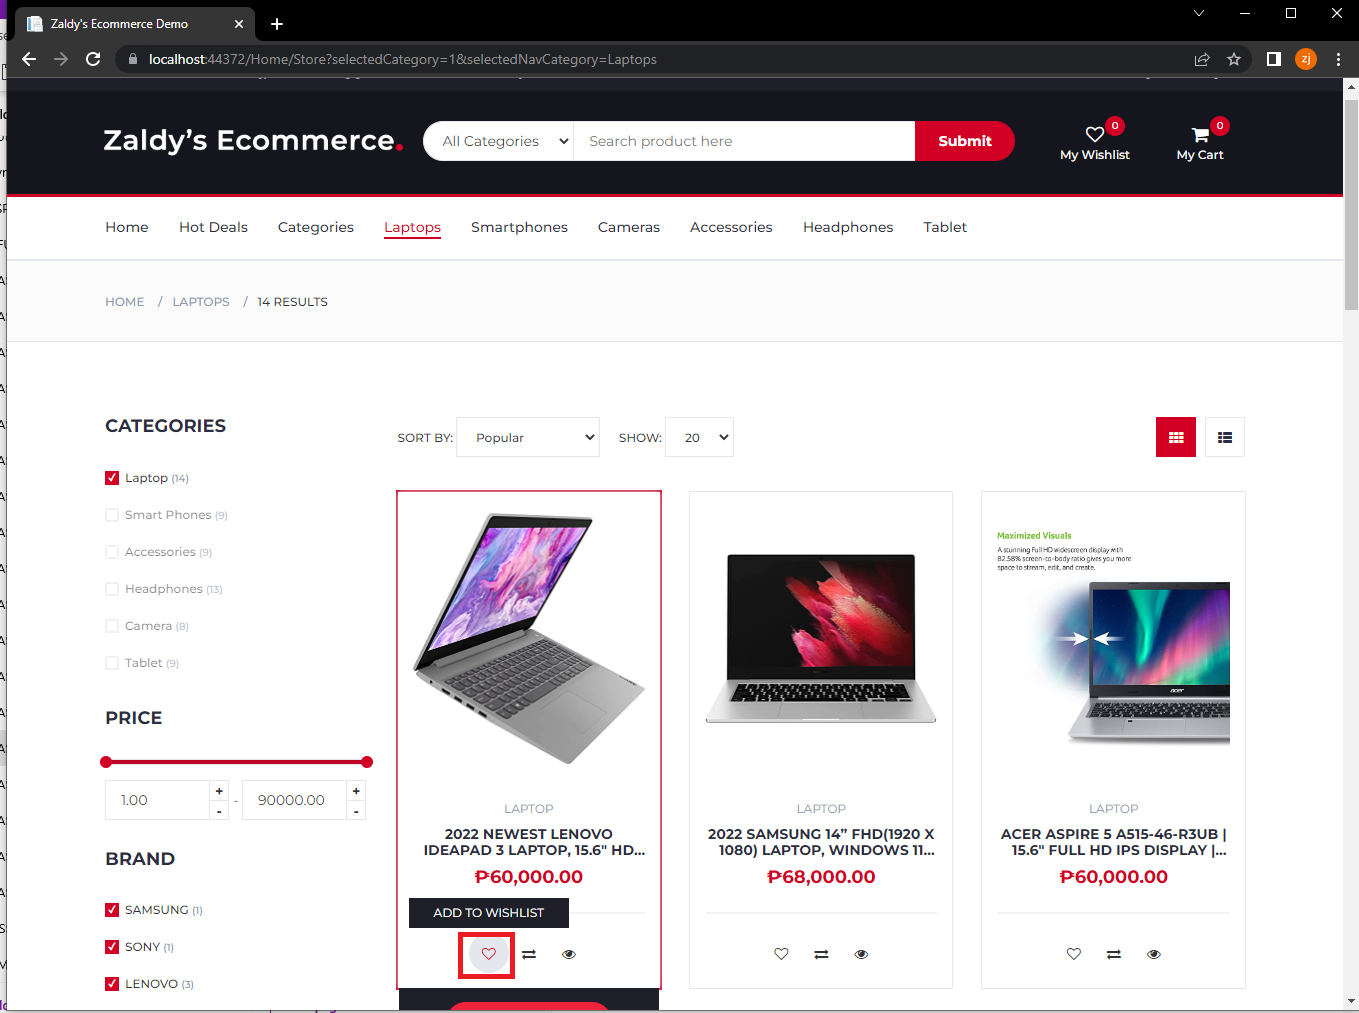 Zaldy's Ecommerce Demo
localhost:44372/Home/Store?selectedCategory=1&selectedNavCategory=Laptops
zj
Zaldy’s Ecommerce.
All Categories
Search product here
Submit
0
My Wishlist
0
My Cart
Home Hot Deals Categories Laptops Smartphones Cameras Accessories Headphones Tablet
HOME / LAPTOPS / 14 RESULTS
CATEGORIES
Laptop (14)
Smart Phones (9)
Accessories (9)
Headphones (13)
Camera (8)
Tablet (9)
PRICE
1.00 + - - 90000.00 + -
BRAND
SAMSUNG (1)
SONY (1)
LENOVO (3)
SORT BY: Popular SHOW: 20
LAPTOP
2022 NEWEST LENOVO
IDEAPAD 3 LAPTOP, 15.6" HD...
₱60,000.00
ADD TO WISHLIST
LAPTOP
2022 SAMSUNG 14” FHD(1920 X
1080) LAPTOP, WINDOWS 11...
₱68,000.00
Maximized Visuals
A stunning Full HD widescreen display with
82.58% screen-to-body ratio gives you more
space to stream, edit, and create.
acer
LAPTOP
ACER ASPIRE 5 A515-46-R3UB |
15.6" FULL HD IPS DISPLAY |...
₱60,000.00